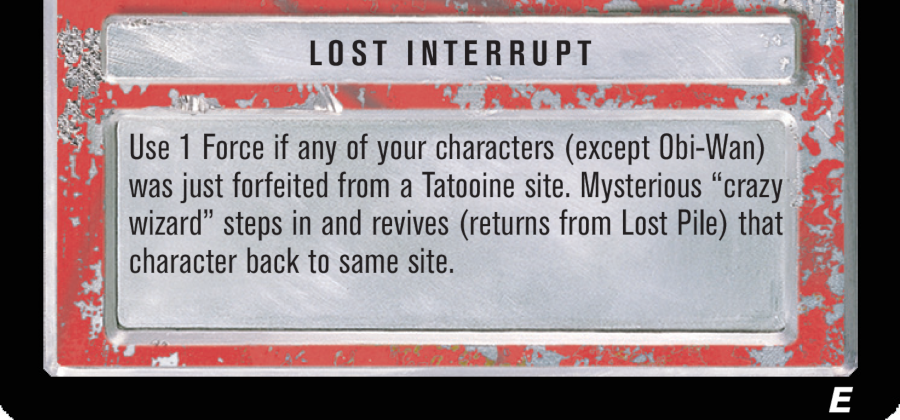 LOST INTERRUPT
Use 1 Force if any of your characters (except Obi-Wan)
was just forfeited from a Tatooine site. Mysterious “crazy
wizard” steps in and revives (returns from Lost Pile) that
character back to same site.
E